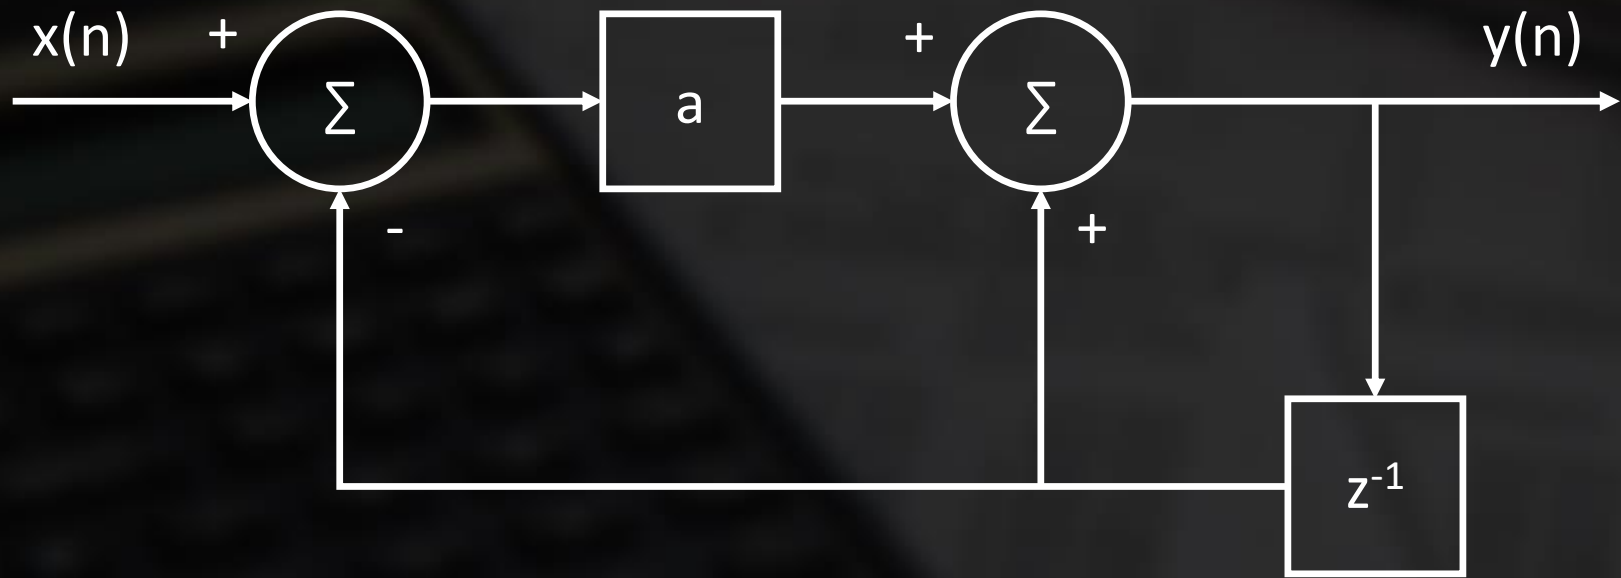 x(n) + ∑ a + ∑ y(n)
- +
z⁻¹